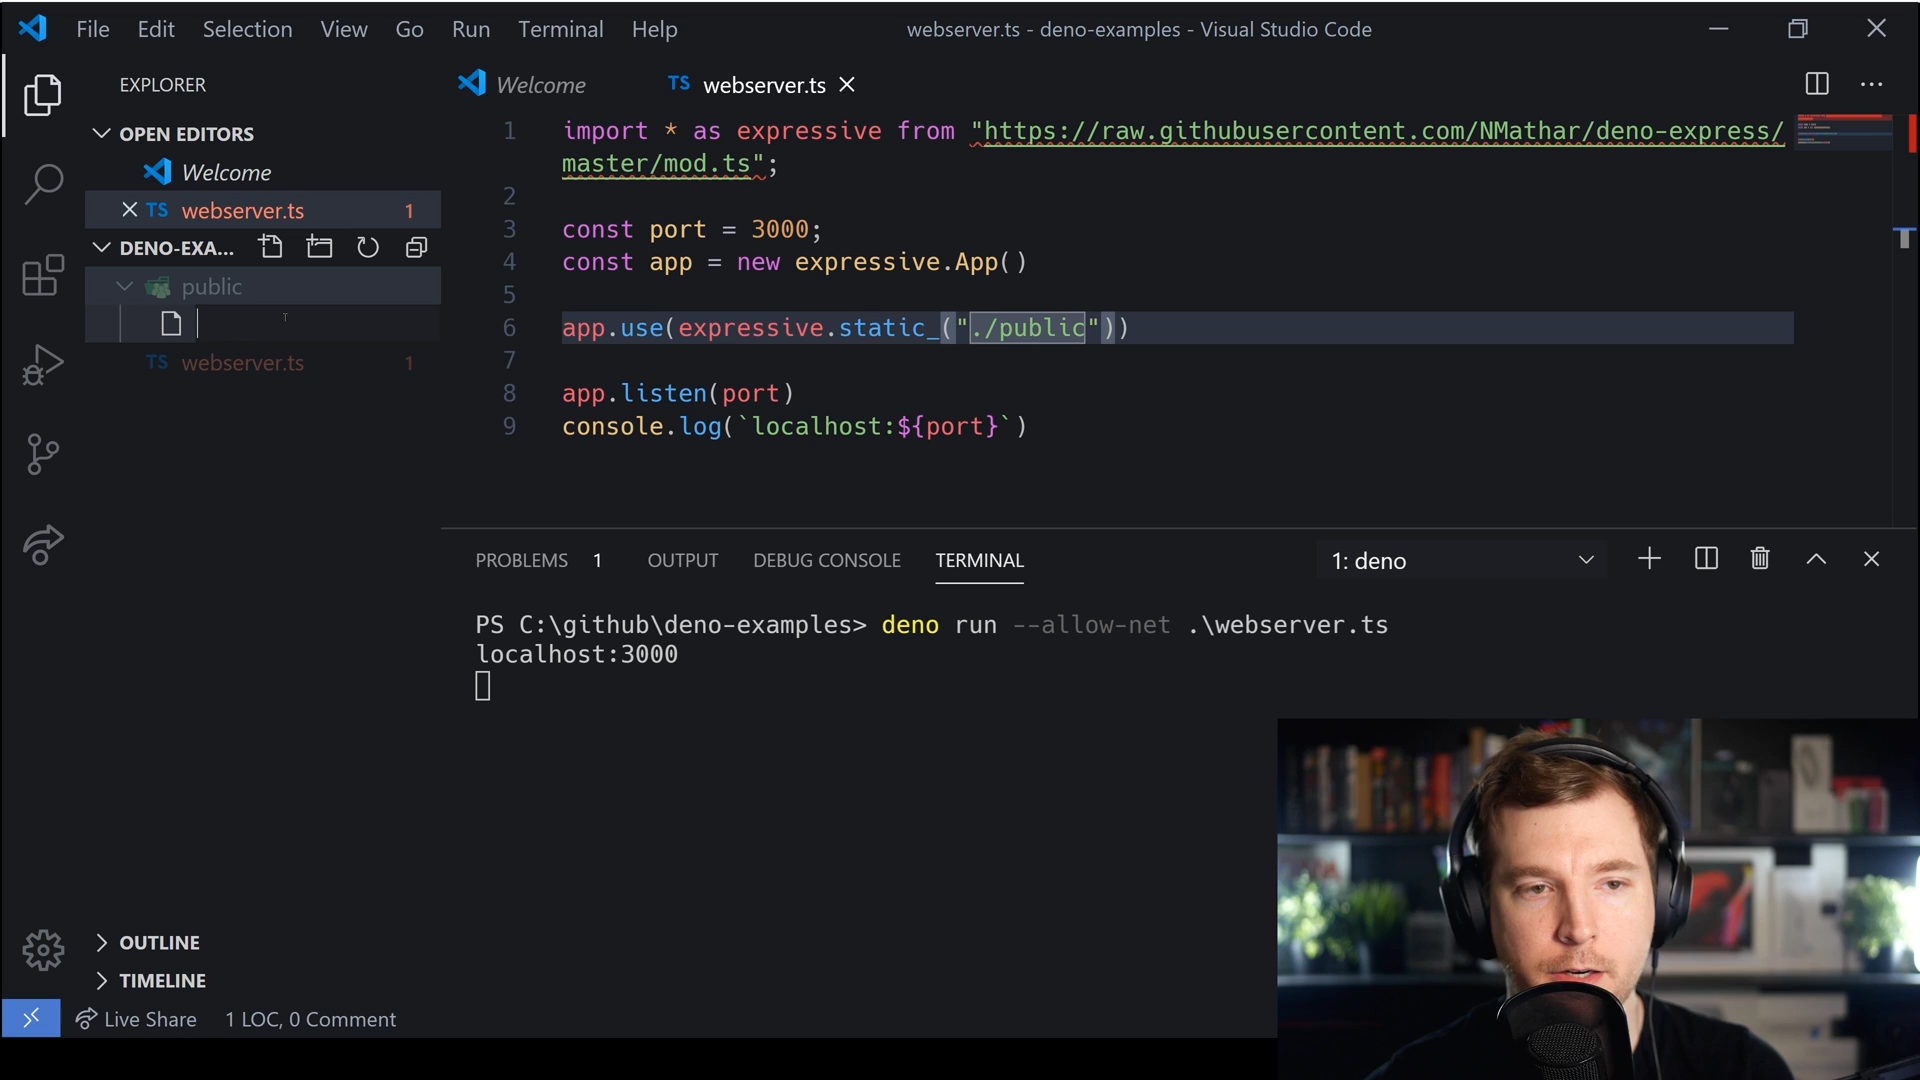 File Edit Selection View Go Run Terminal Help webserver.ts - deno-examples - Visual Studio Code
EXPLORER
OPEN EDITORS
Welcome
TS webserver.ts 1
DENO-EXA...
public
TS webserver.ts 1
OUTLINE
TIMELINE
Welcome TS webserver.ts
1 import * as expressive from "https://raw.githubusercontent.com/NMathar/deno-express/
master/mod.ts";
2
3 const port = 3000;
4 const app = new expressive.App()
5
6 app.use(expressive.static_("./public"))
7
8 app.listen(port)
9 console.log(`localhost:${port}`)
PROBLEMS 1 OUTPUT DEBUG CONSOLE TERMINAL 1: deno
PS C:\github\deno-examples> deno run --allow-net .\webserver.ts
localhost:3000
Live Share 1 LOC, 0 Comment